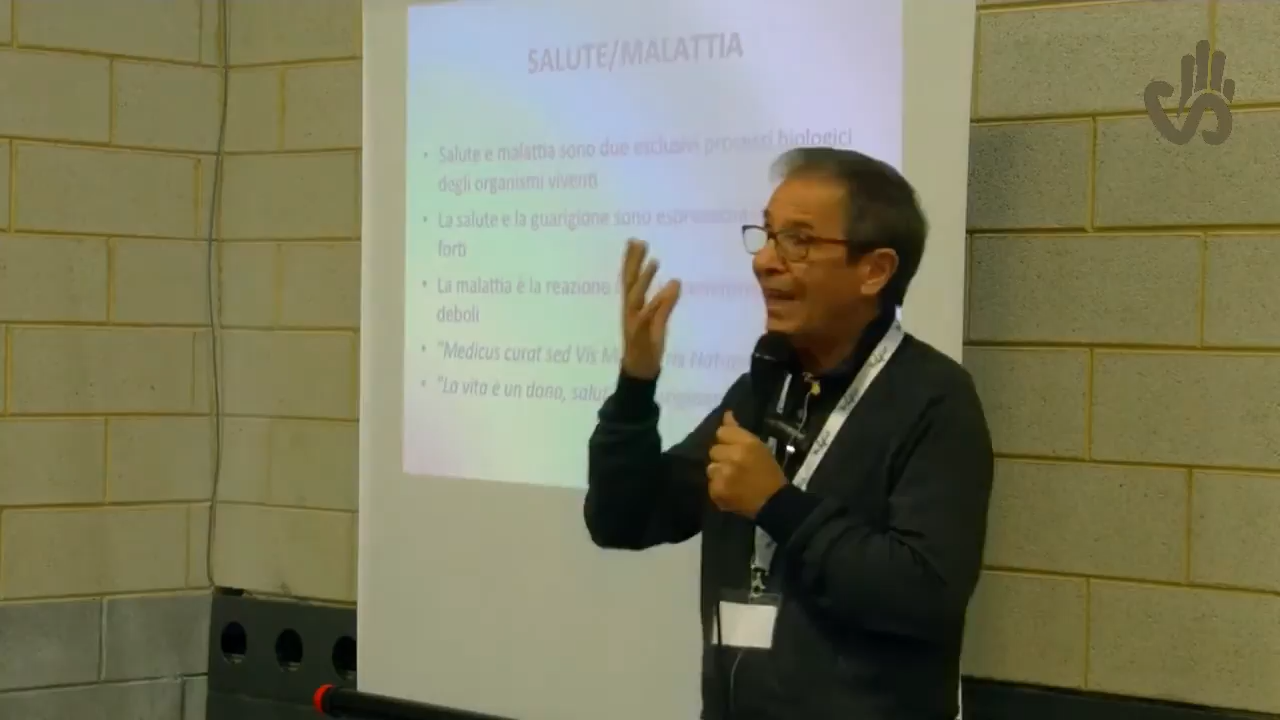 SALUTE/MALATTIA
• Salute e malattia sono due esclusivi processi biologici
degli organismi viventi
• La salute e la guarigione sono espressione
forti
• La malattia è la reazione
deboli
• "Medicus curat sed Vis
• "La vita è un dono,